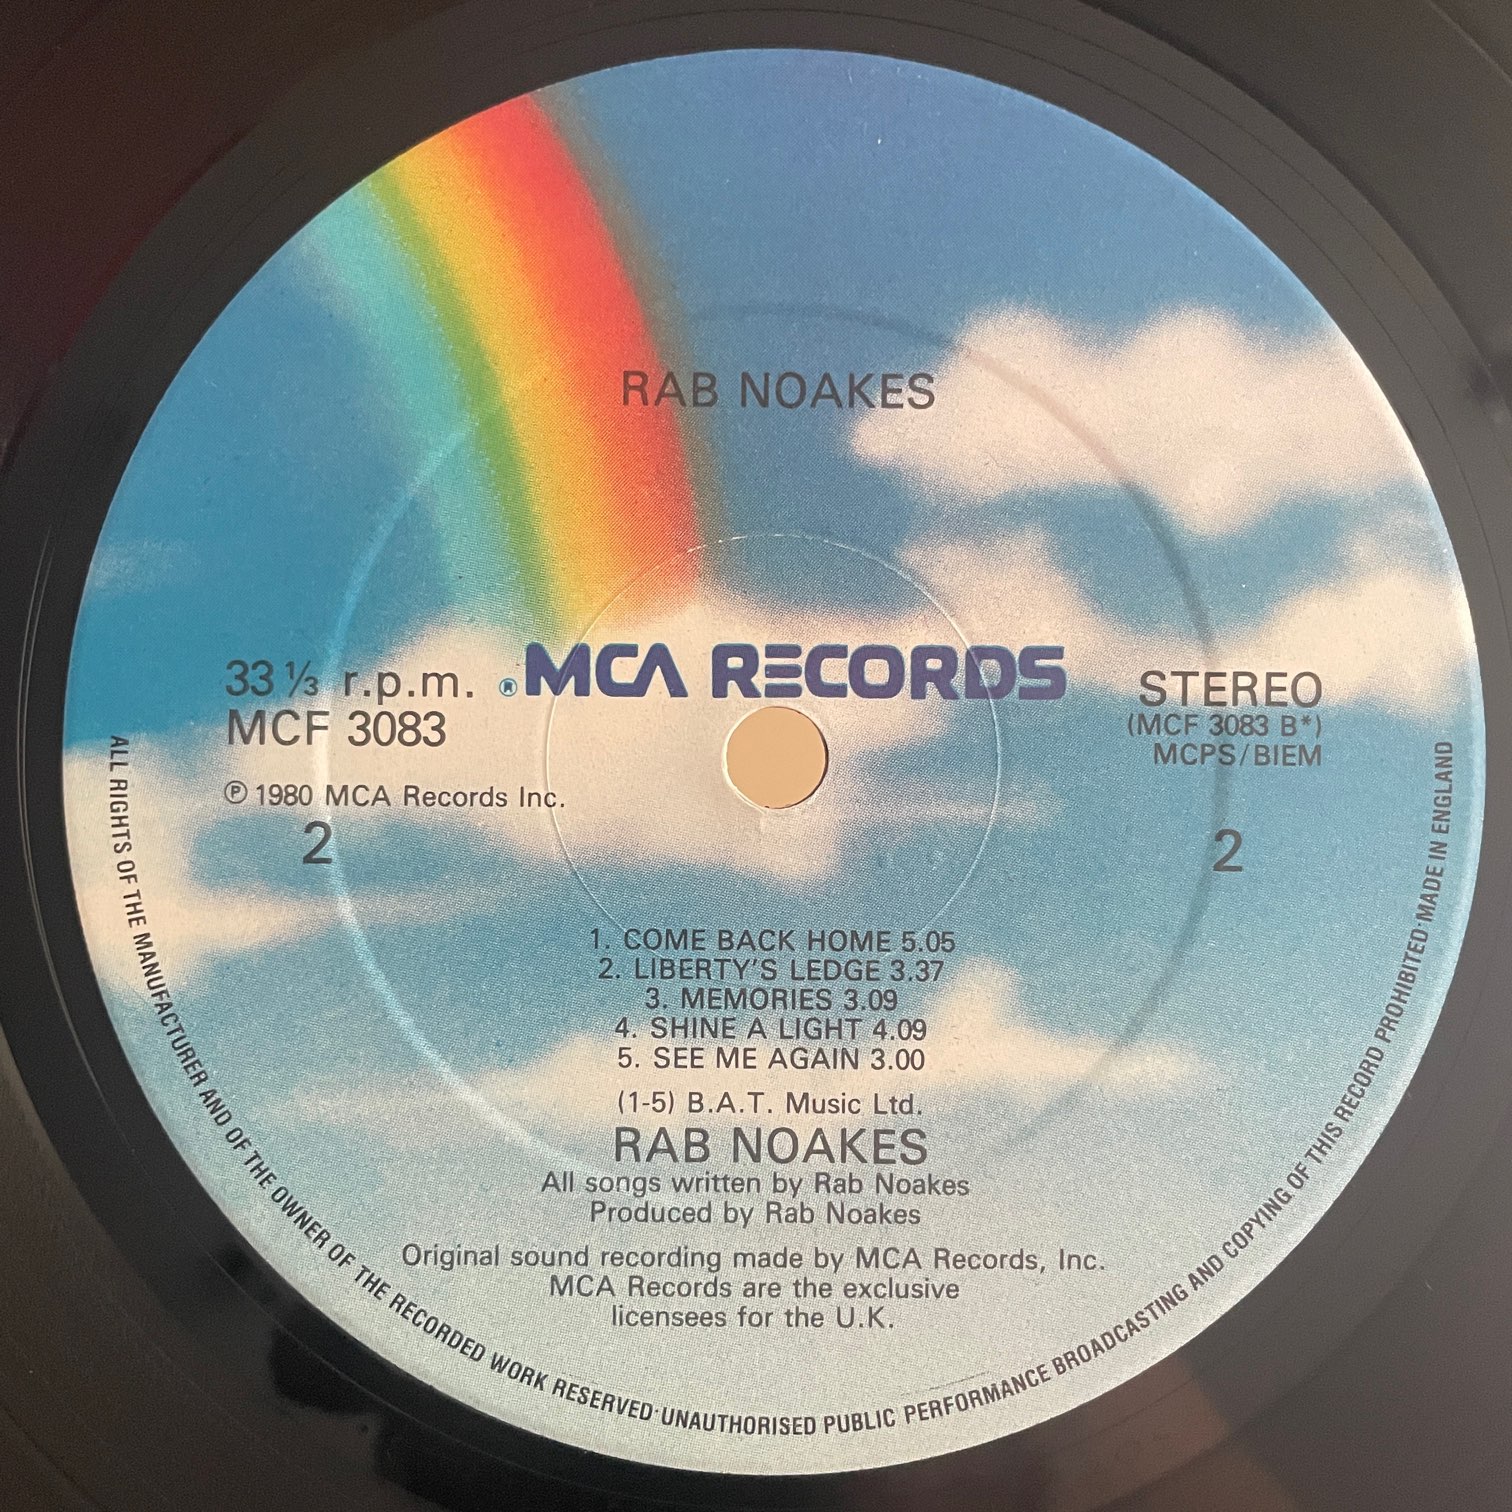 RAB NOAKES
33 ⅓ r.p.m.
MCF 3083
℗ 1980 MCA Records Inc.
2
® MCA RECORDS
STEREO
(MCF 3083 B*)
MCPS/BIEM
2
1. COME BACK HOME 5.05
2. LIBERTY'S LEDGE 3.37
3. MEMORIES 3.09
4. SHINE A LIGHT 4.09
5. SEE ME AGAIN 3.00
(1-5) B.A.T. Music Ltd.
RAB NOAKES
All songs written by Rab Noakes
Produced by Rab Noakes
Original sound recording made by MCA Records, Inc.
MCA Records are the exclusive
licensees for the U.K.
ALL RIGHTS OF THE MANUFACTURER AND OF THE OWNER OF THE RECORDED WORK RESERVED·UNAUTHORISED PUBLIC PERFORMANCE BROADCASTING AND COPYING OF THIS RECORD PROHIBITED·MADE IN ENGLAND